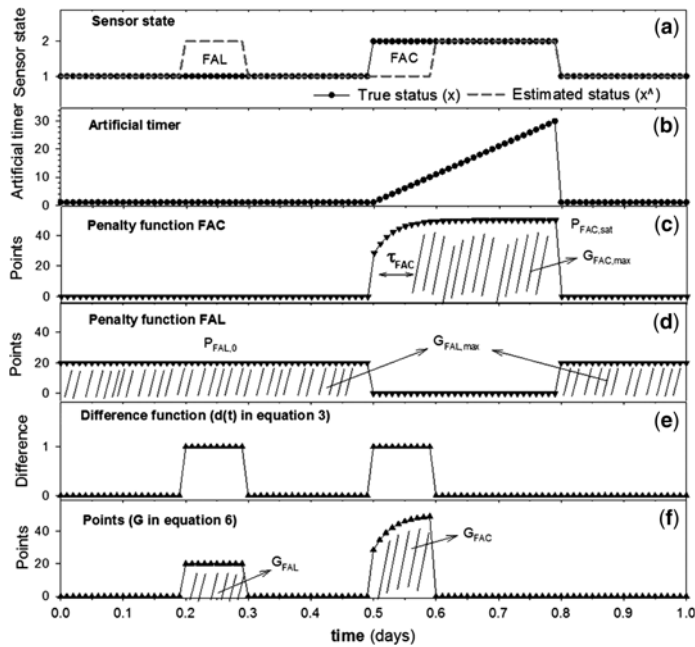 Sensor state
(a)
Sensor state
2
1
FAL
FAC
True status (x)
Estimated status (x^)
Artificial timer
(b)
Artificial timer
30
20
10
0
Penalty function FAC
(c)
Points
40
20
0
P_FAC,sat
τ_FAC
G_FAC,max
Penalty function FAL
(d)
Points
40
20
0
P_FAL,0
G_FAL,max
Difference function (d(t) in equation 3)
(e)
Difference
1
0
Points (G in equation 6)
(f)
Points
40
20
0
G_FAL
G_FAC
0.0 0.1 0.2 0.3 0.4 0.5 0.6 0.7 0.8 0.9 1.0
time (days)